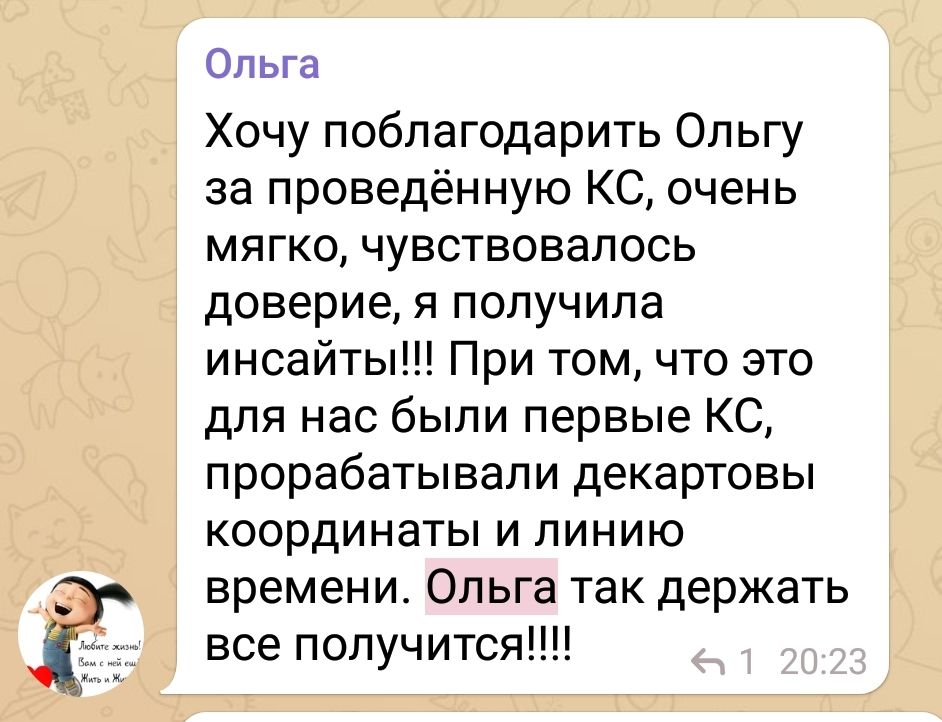 Ольга
Хочу поблагодарить Ольгу
за проведённую КС, очень
мягко, чувствовалось
доверие, я получила
инсайты!!! При том, что это
для нас были первые КС,
прорабатывали декартовы
координаты и линию
времени. Ольга так держать
все получится!!!!
1 20:23
Любите жизнь!
Вам с ней ещ
Жить и Жи